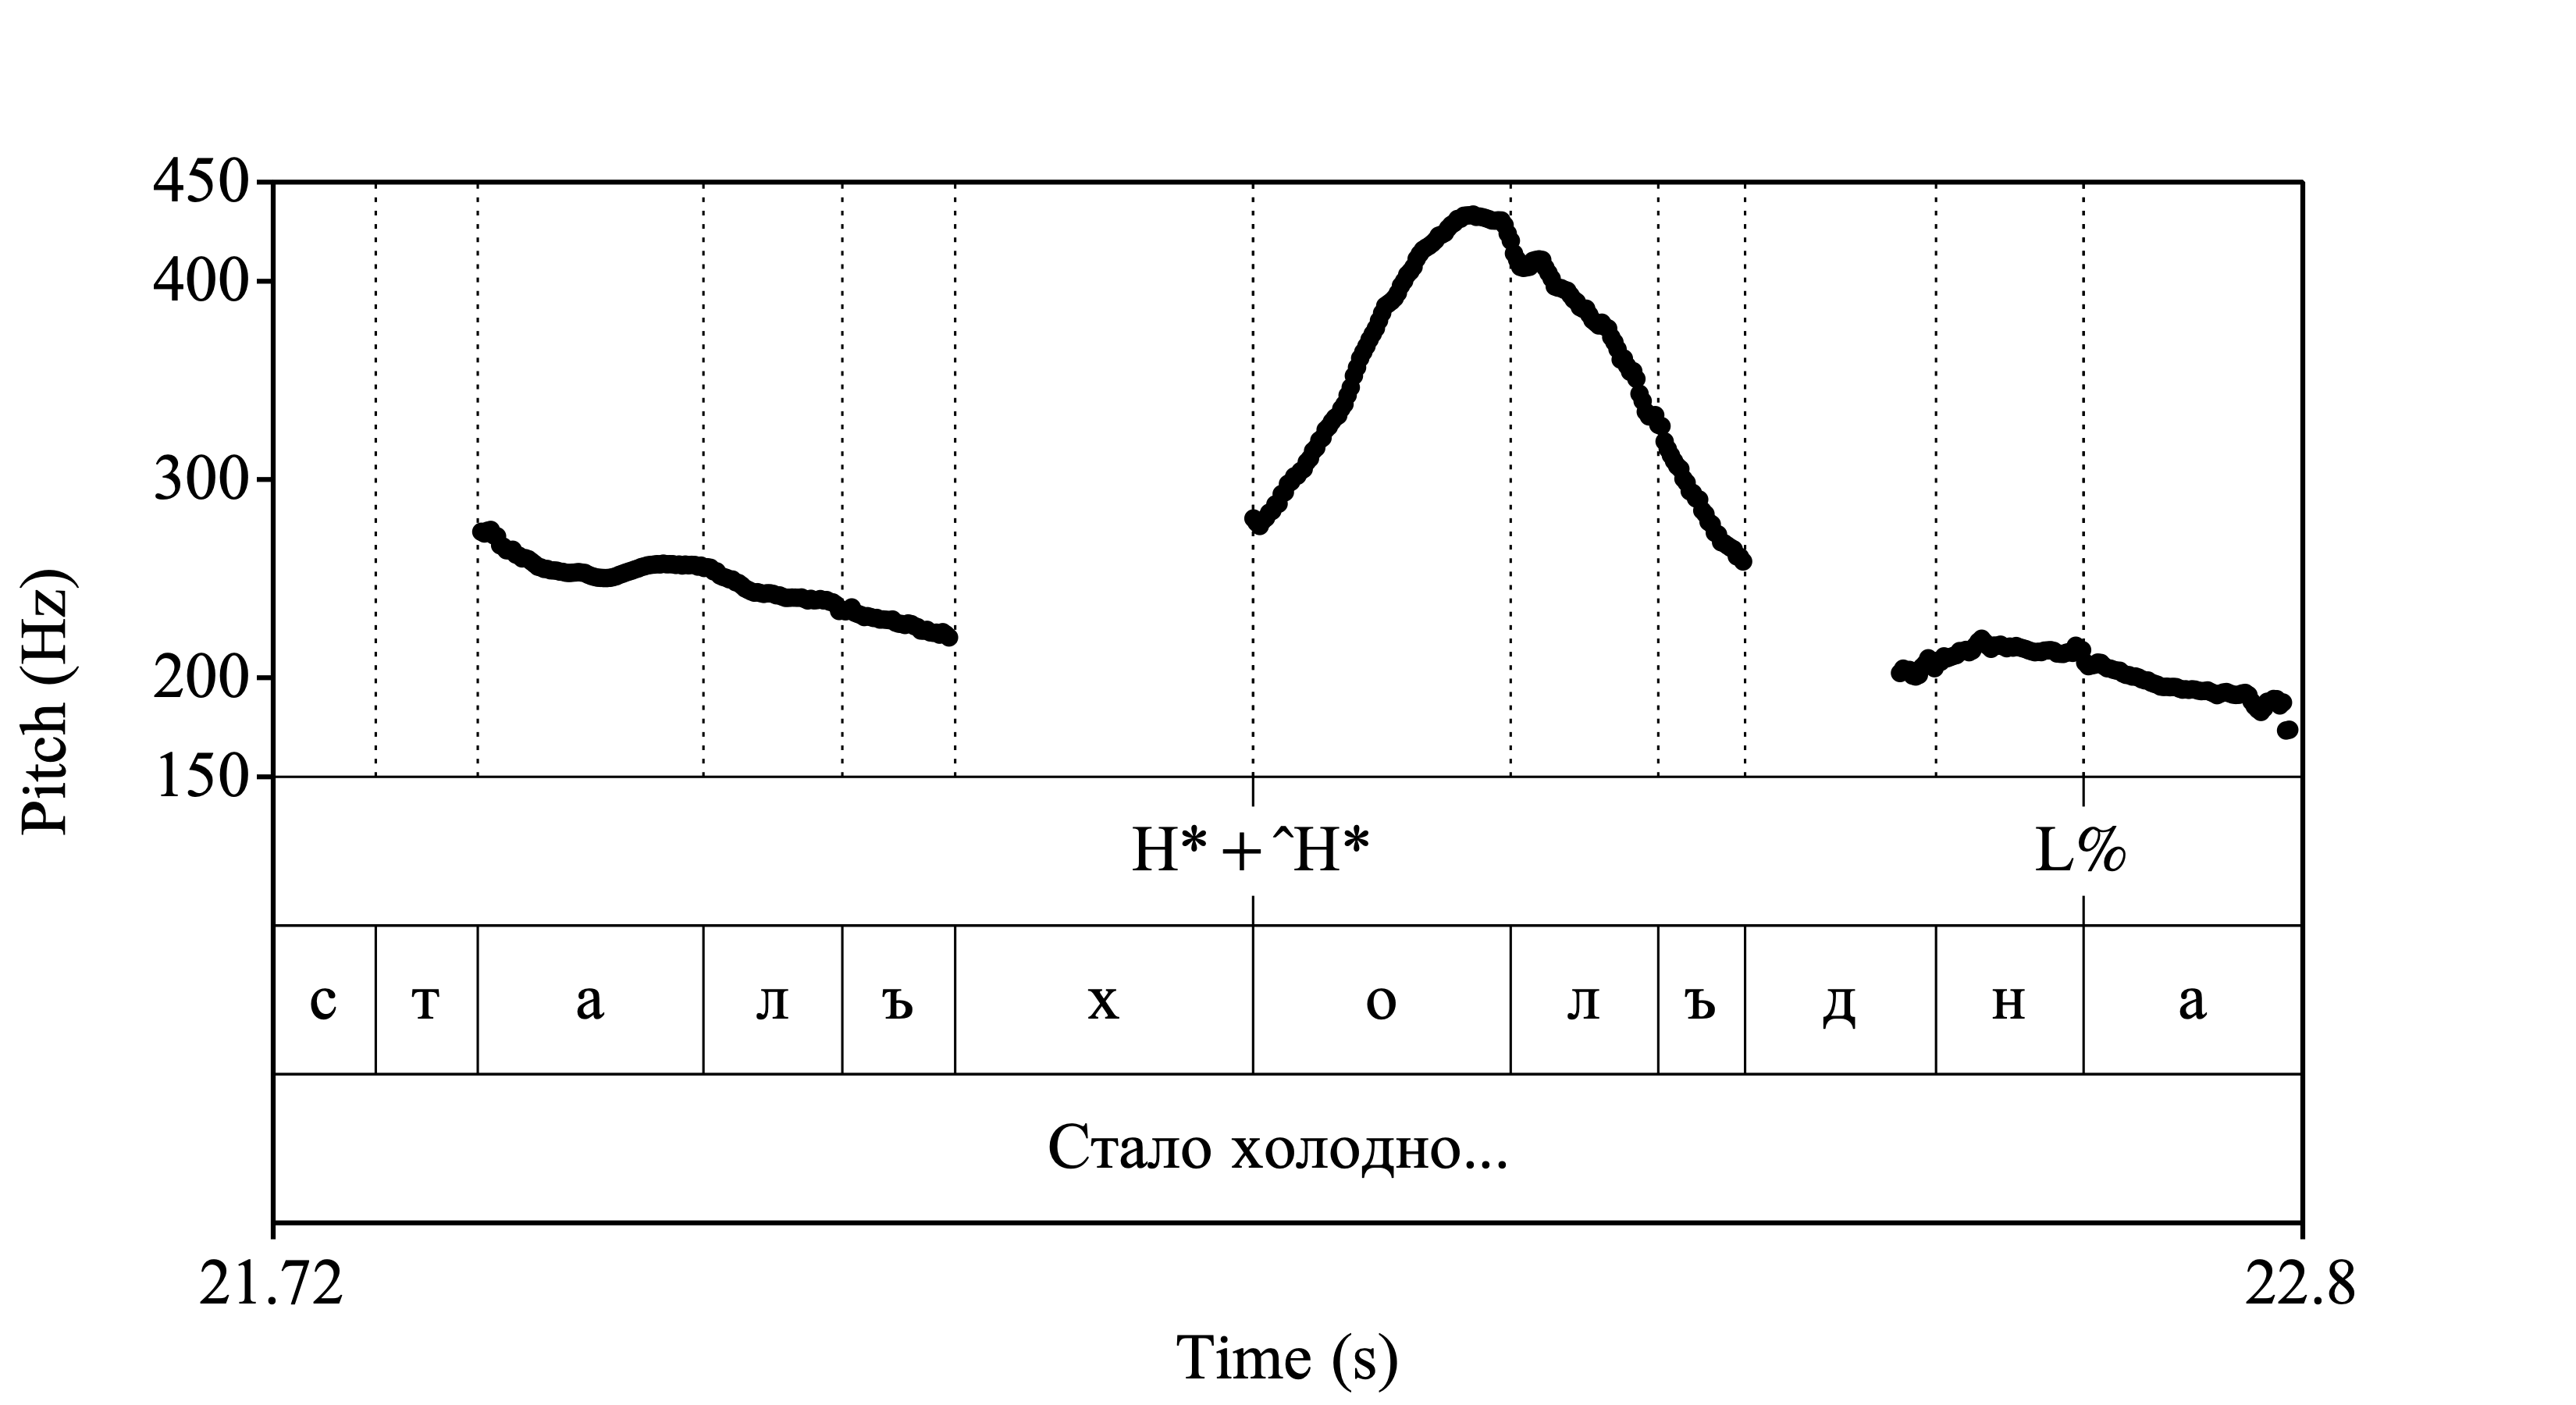 450
400
300
200
150
Pitch (Hz)
H* + ˆH* L%
с т а л ъ х о л ъ д н а
Стало холодно...
21.72 22.8
Time (s)